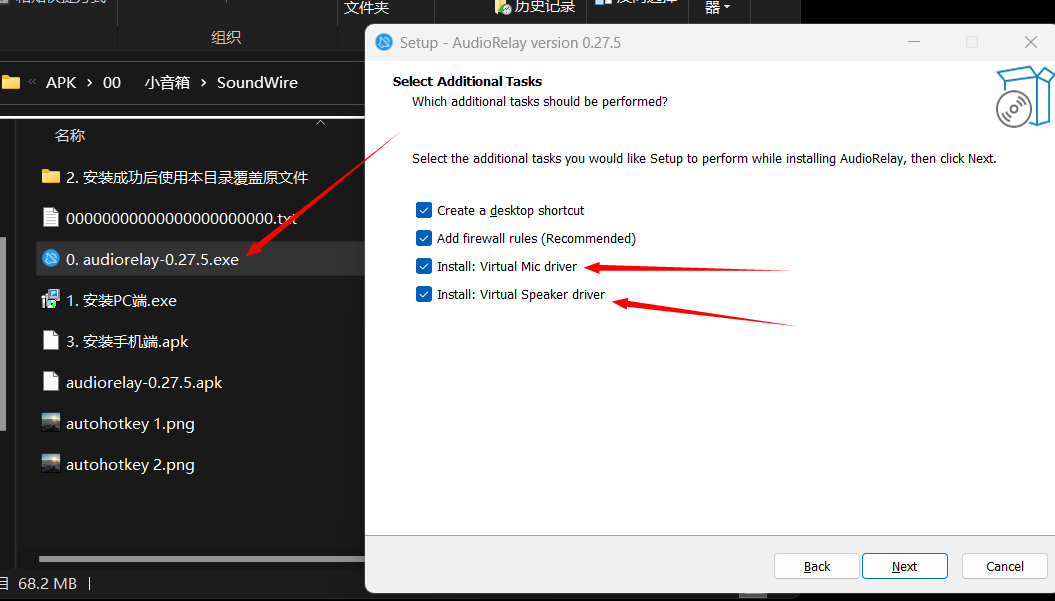 文件夹
历史记录
器
组织
« APK › 00 小音箱 › SoundWire
名称
2. 安装成功后使用本目录覆盖原文件
00000000000000000000000.txt
0. audiorelay-0.27.5.exe
1. 安装PC端.exe
3. 安装手机端.apk
audiorelay-0.27.5.apk
autohotkey 1.png
autohotkey 2.png
68.2 MB
Setup - AudioRelay version 0.27.5
Select Additional Tasks
Which additional tasks should be performed?
Select the additional tasks you would like Setup to perform while installing AudioRelay, then click Next.
Create a desktop shortcut
Add firewall rules (Recommended)
Install: Virtual Mic driver
Install: Virtual Speaker driver
Back
Next
Cancel